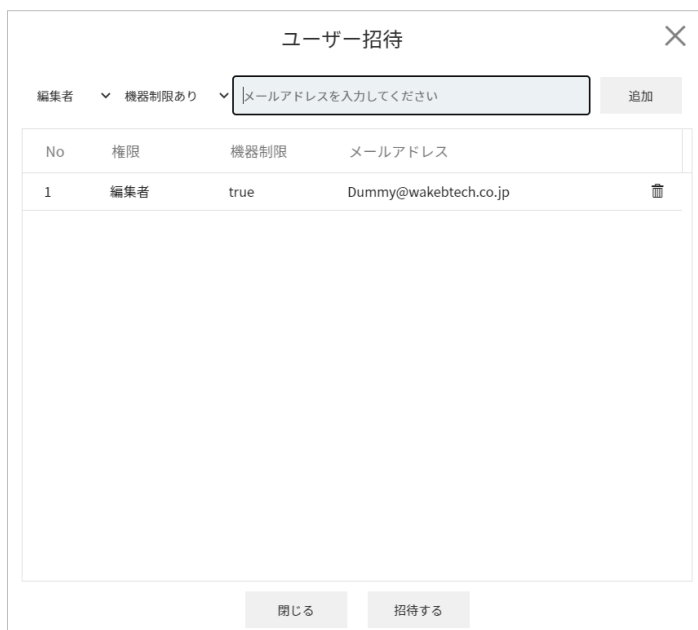 ユーザー招待
編集者 機器制限あり メールアドレスを入力してください 追加
No 権限 機器制限 メールアドレス
1 編集者 true Dummy@wakebtech.co.jp
閉じる 招待する